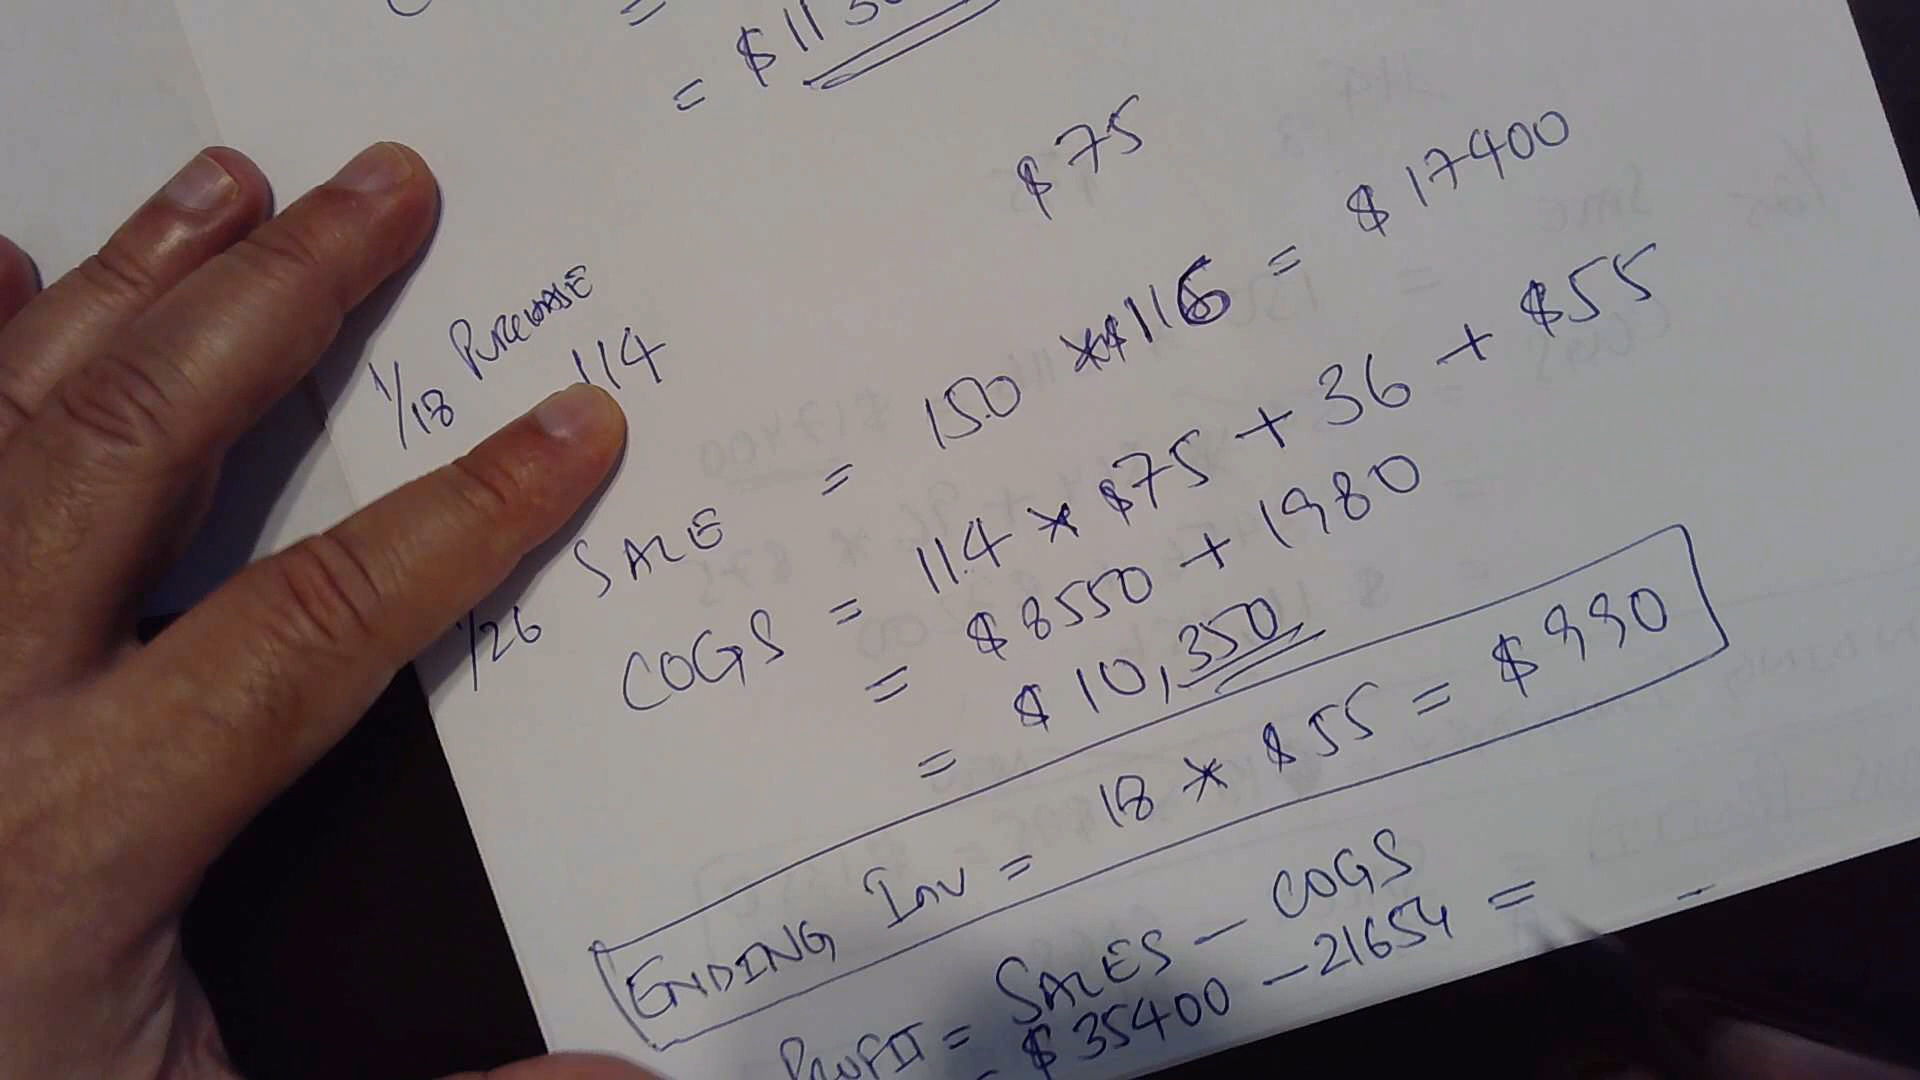 = $113
$75
1/18 PURCHASE
114
1/26 SALE = 150 * $116 = $17400
COGS = 114 * $75 + 36 + $55
= $8550 + 1980
= $10,350
ENDING INV = 18 * $55 = $990
PROFIT = SALES - COGS
= $35400 - 21654 =